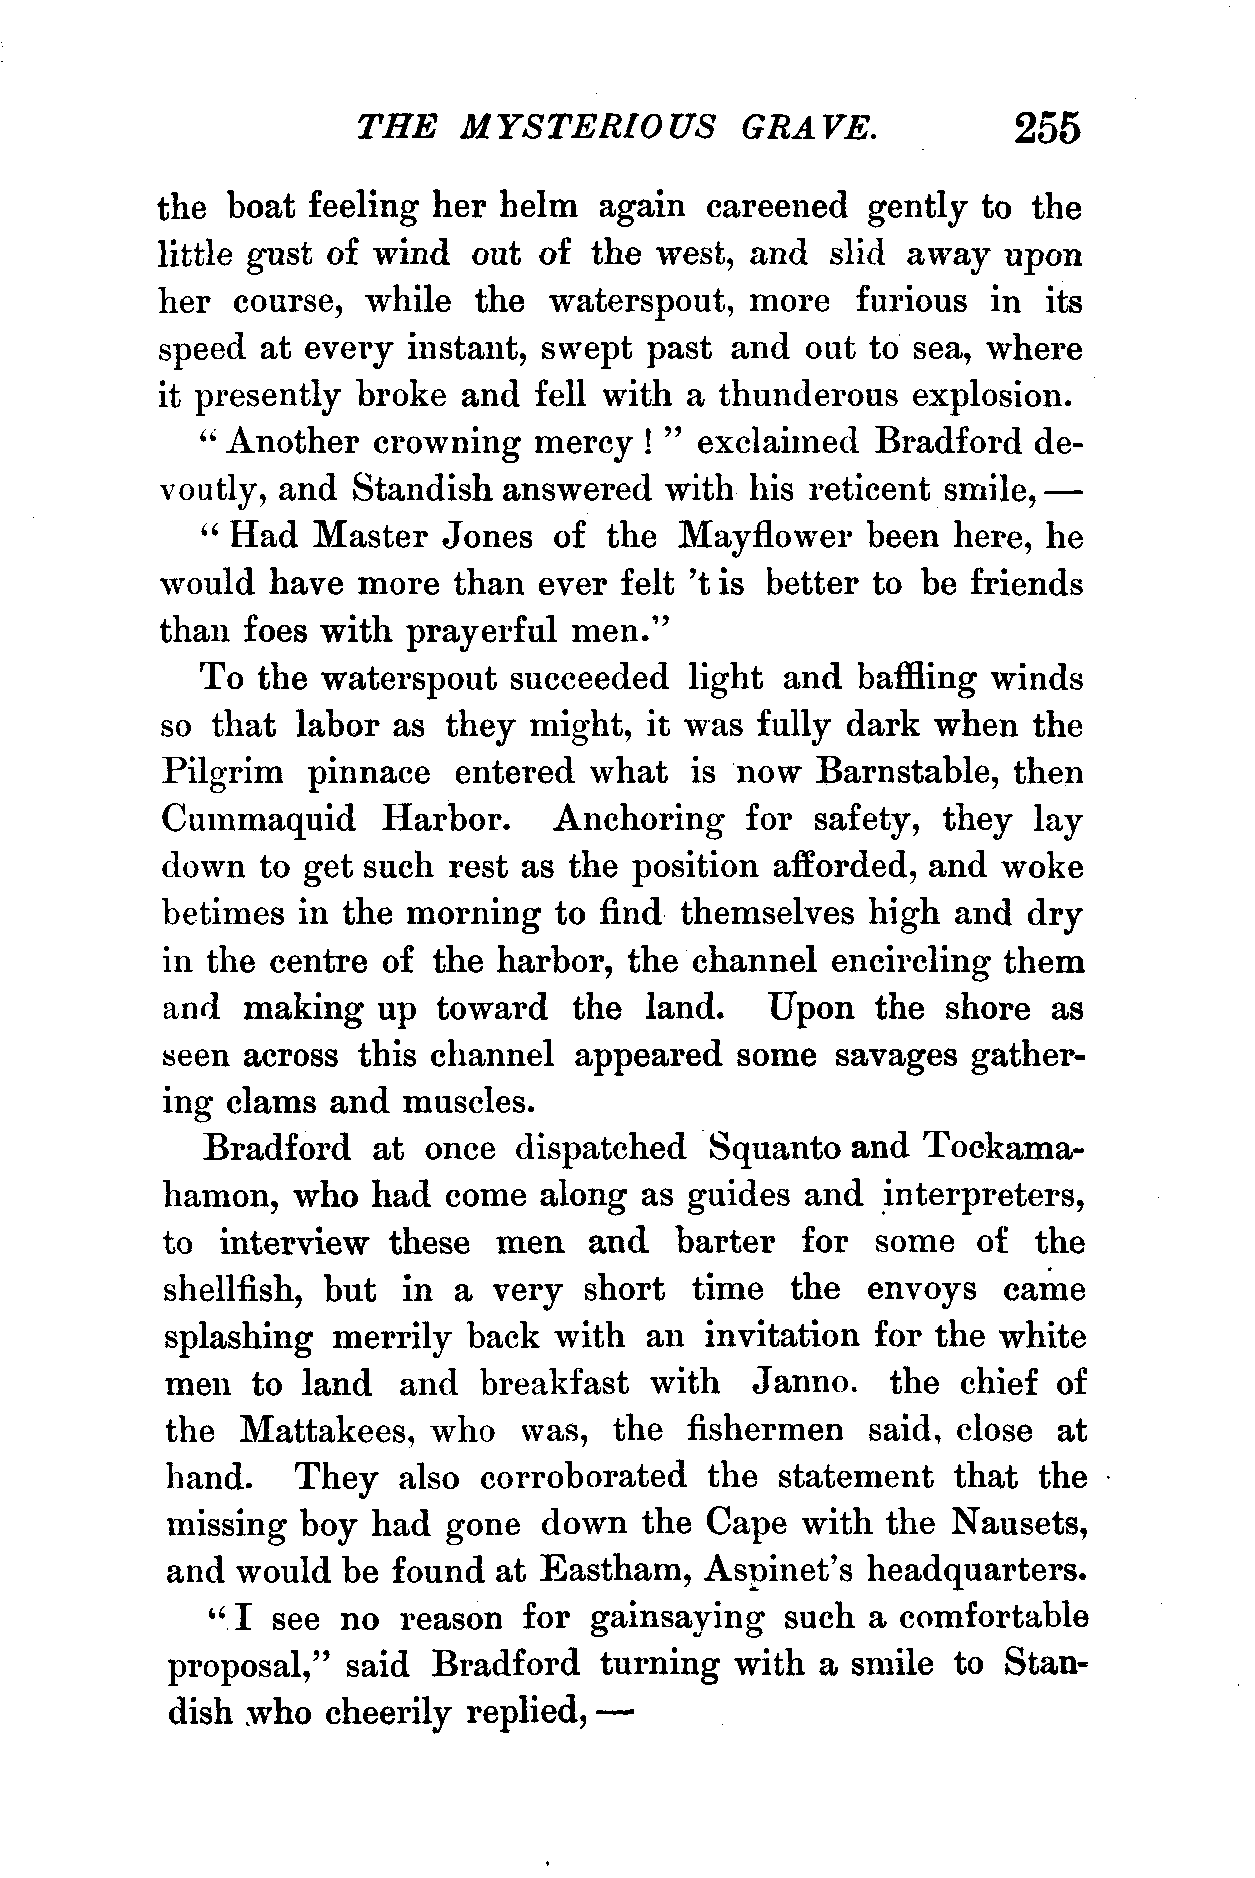 THE MYSTERIOUS GRAVE. 255
the boat feeling her helm again careened gently to the
little gust of wind out of the west, and slid away upon
her course, while the waterspout, more furious in its
speed at every instant, swept past and out to sea, where
it presently broke and fell with a thunderous explosion.
“ Another crowning mercy ! ” exclaimed Bradford de-
voutly, and Standish answered with his reticent smile, —
“ Had Master Jones of the Mayflower been here, he
would have more than ever felt ’t is better to be friends
than foes with prayerful men.”
To the waterspout succeeded light and baffling winds
so that labor as they might, it was fully dark when the
Pilgrim pinnace entered what is now Barnstable, then
Cummaquid Harbor. Anchoring for safety, they lay
down to get such rest as the position afforded, and woke
betimes in the morning to find themselves high and dry
in the centre of the harbor, the channel encircling them
and making up toward the land. Upon the shore as
seen across this channel appeared some savages gather-
ing clams and muscles.
Bradford at once dispatched Squanto and Tockama-
hamon, who had come along as guides and interpreters,
to interview these men and barter for some of the
shellfish, but in a very short time the envoys came
splashing merrily back with an invitation for the white
men to land and breakfast with Janno. the chief of
the Mattakees, who was, the fishermen said, close at
hand. They also corroborated the statement that the
missing boy had gone down the Cape with the Nausets,
and would be found at Eastham, Aspinet’s headquarters.
“ I see no reason for gainsaying such a comfortable
proposal,” said Bradford turning with a smile to Stan-
dish who cheerily replied, —